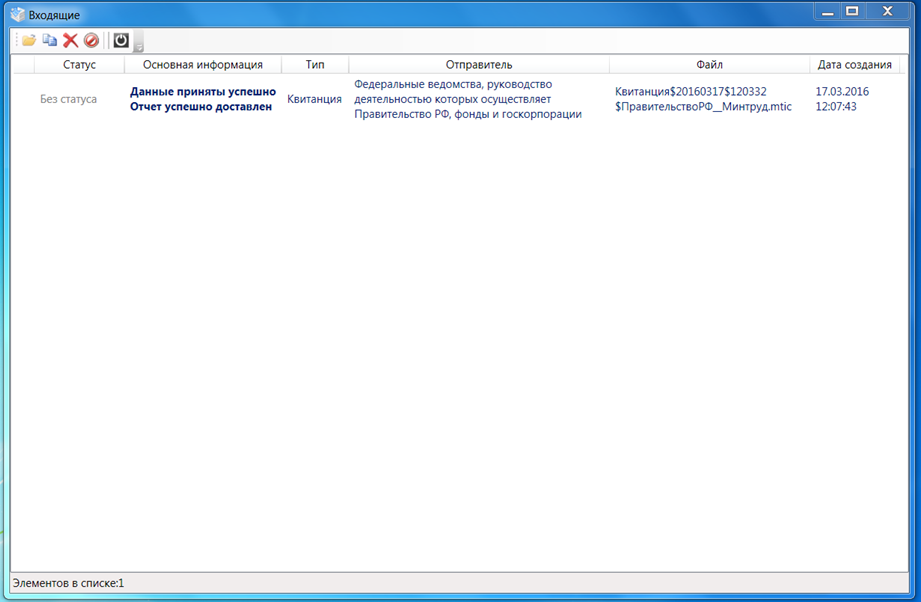 Входящие
Статус Основная информация Тип Отправитель Файл Дата создания
Без статуса
Данные приняты успешно
Отчет успешно доставлен
Квитанция
Федеральные ведомства, руководство
деятельностью которых осуществляет
Правительство РФ, фонды и госкорпорации
Квитанция$20160317$120332
$ПравительствоРФ__Минтруд.mtic
17.03.2016
12:07:43
Элементов в списке:1